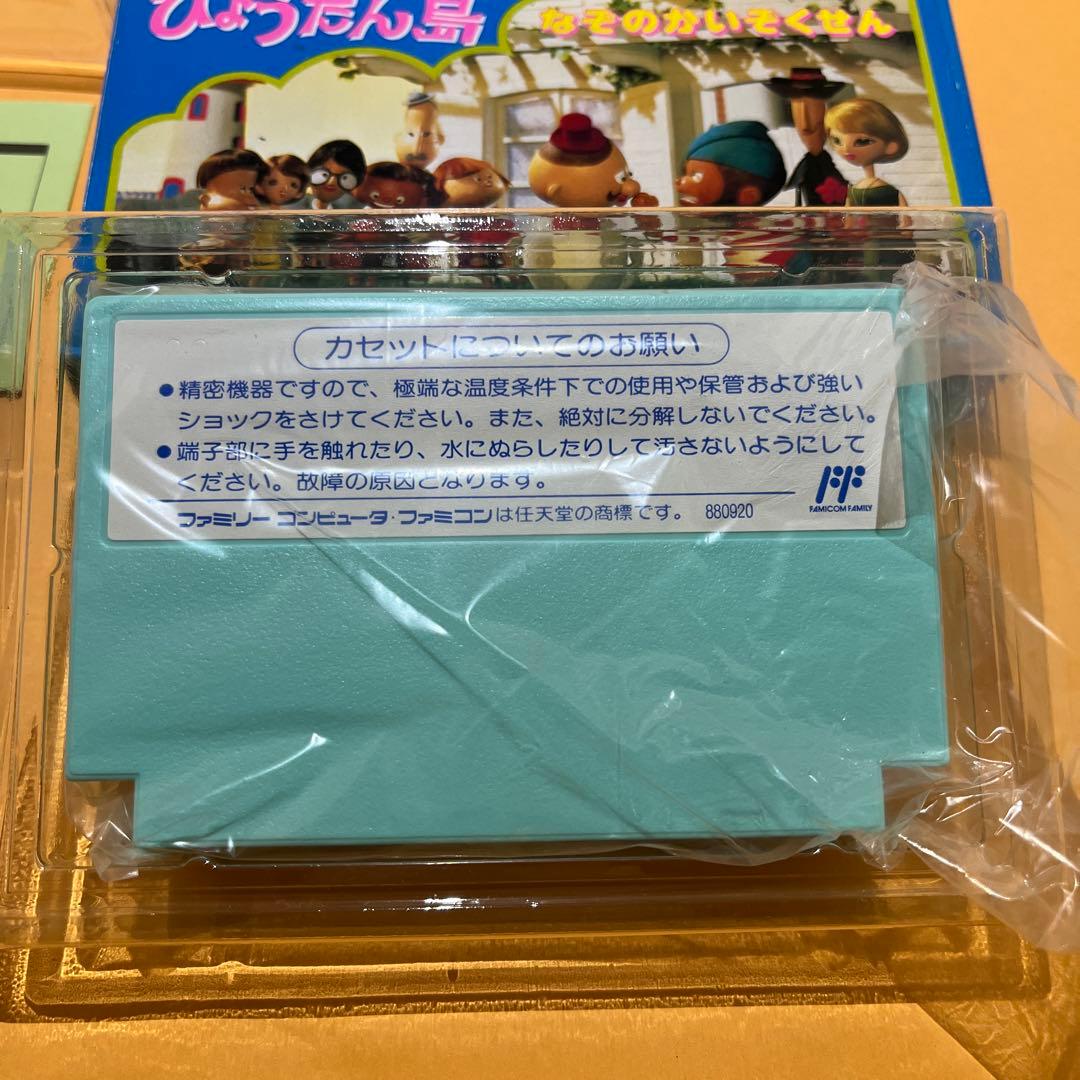 ひょうたん島
なぞのかいぞくせん
カセットについてのお願い
●精密機器ですので、極端な温度条件下での使用や保管および強い
ショックをさけてください。また、絶対に分解しないでください。
●端子部に手を触れたり、水にぬらしたりして汚さないようにして
ください。故障の原因となります。
ファミリーコンピュータ・ファミコンは任天堂の商標です。 880920
FF
FAMICOM FAMILY